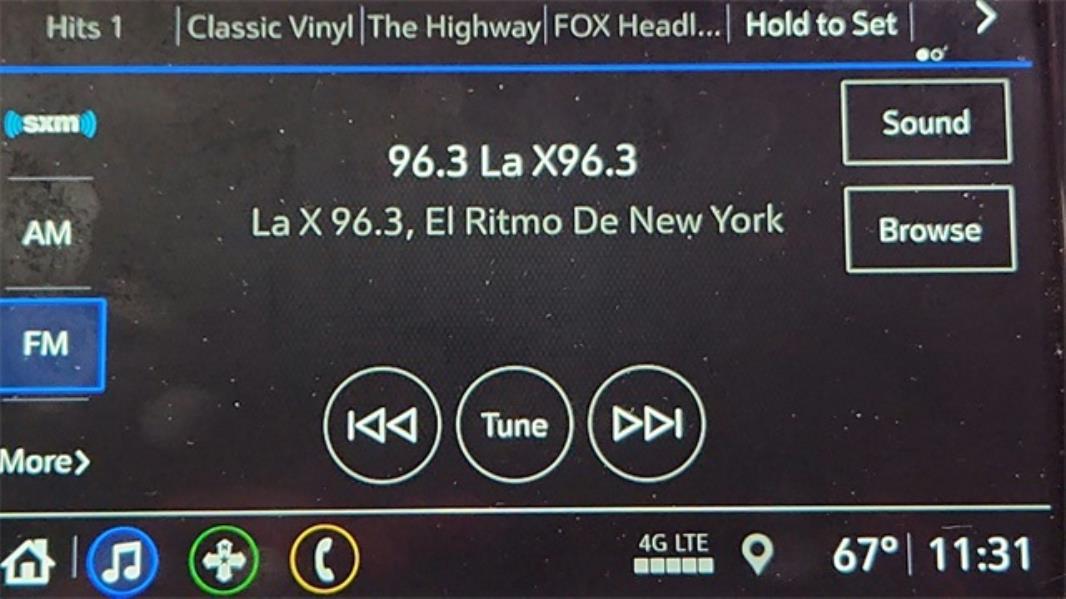 Hits 1 Classic Vinyl The Highway FOX Headl... Hold to Set
sxm
Sound
96.3 La X96.3
AM
La X 96.3, El Ritmo De New York
Browse
FM
Tune
More
4G LTE
67° 11:31